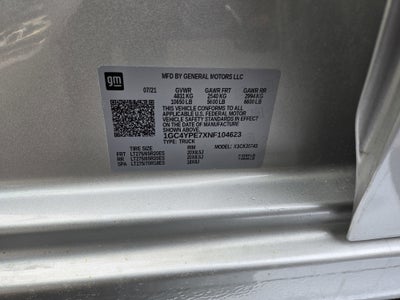 gm
MFD BY GENERAL MOTORS LLC
07/21 GVWR GAWR FRT GAWR RR
4831 KG 2540 KG 2994 KG
10650 LB 5600 LB 6600 LB
THIS VEHICLE CONFORMS TO ALL
APPLICABLE U.S. FEDERAL MOTOR
VEHICLE SAFETY STANDARDS IN
EFFECT ON THE DATE OF
MANUFACTURE SHOWN ABOVE.
1GC4YPE7XNF104623
TYPE: TRUCK
MODEL:
TIRE SIZE RIM
FRT
RR
SPA